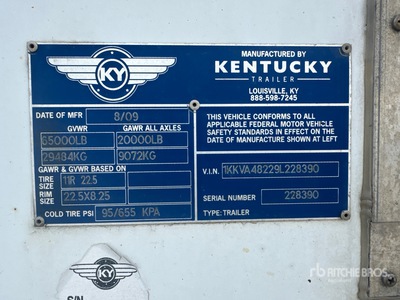 KY
MANUFACTURED BY
KENTUCKY
TRAILER
LOUISVILLE, KY
888-598-7245
DATE OF MFR 8/09
GVWR GAWR ALL AXLES
65000LB 20000LB
29484KG 9072KG
GAWR & GVWR BASED ON
TIRE SIZE 11R 22.5
RIM SIZE 22.5X8.25
COLD TIRE PSI 95/655 KPA
THIS VEHICLE CONFORMS TO ALL
APPLICABLE FEDERAL MOTOR VEHICLE
SAFETY STANDARDS IN EFFECT ON THE
DATE OF MANUFACTURE SHOWN AT LEFT
V.I.N. 1KKVA48229L228390
SERIAL NUMBER 228390
TYPE: TRAILER
KY
S/N
rb RITCHIE BROS.